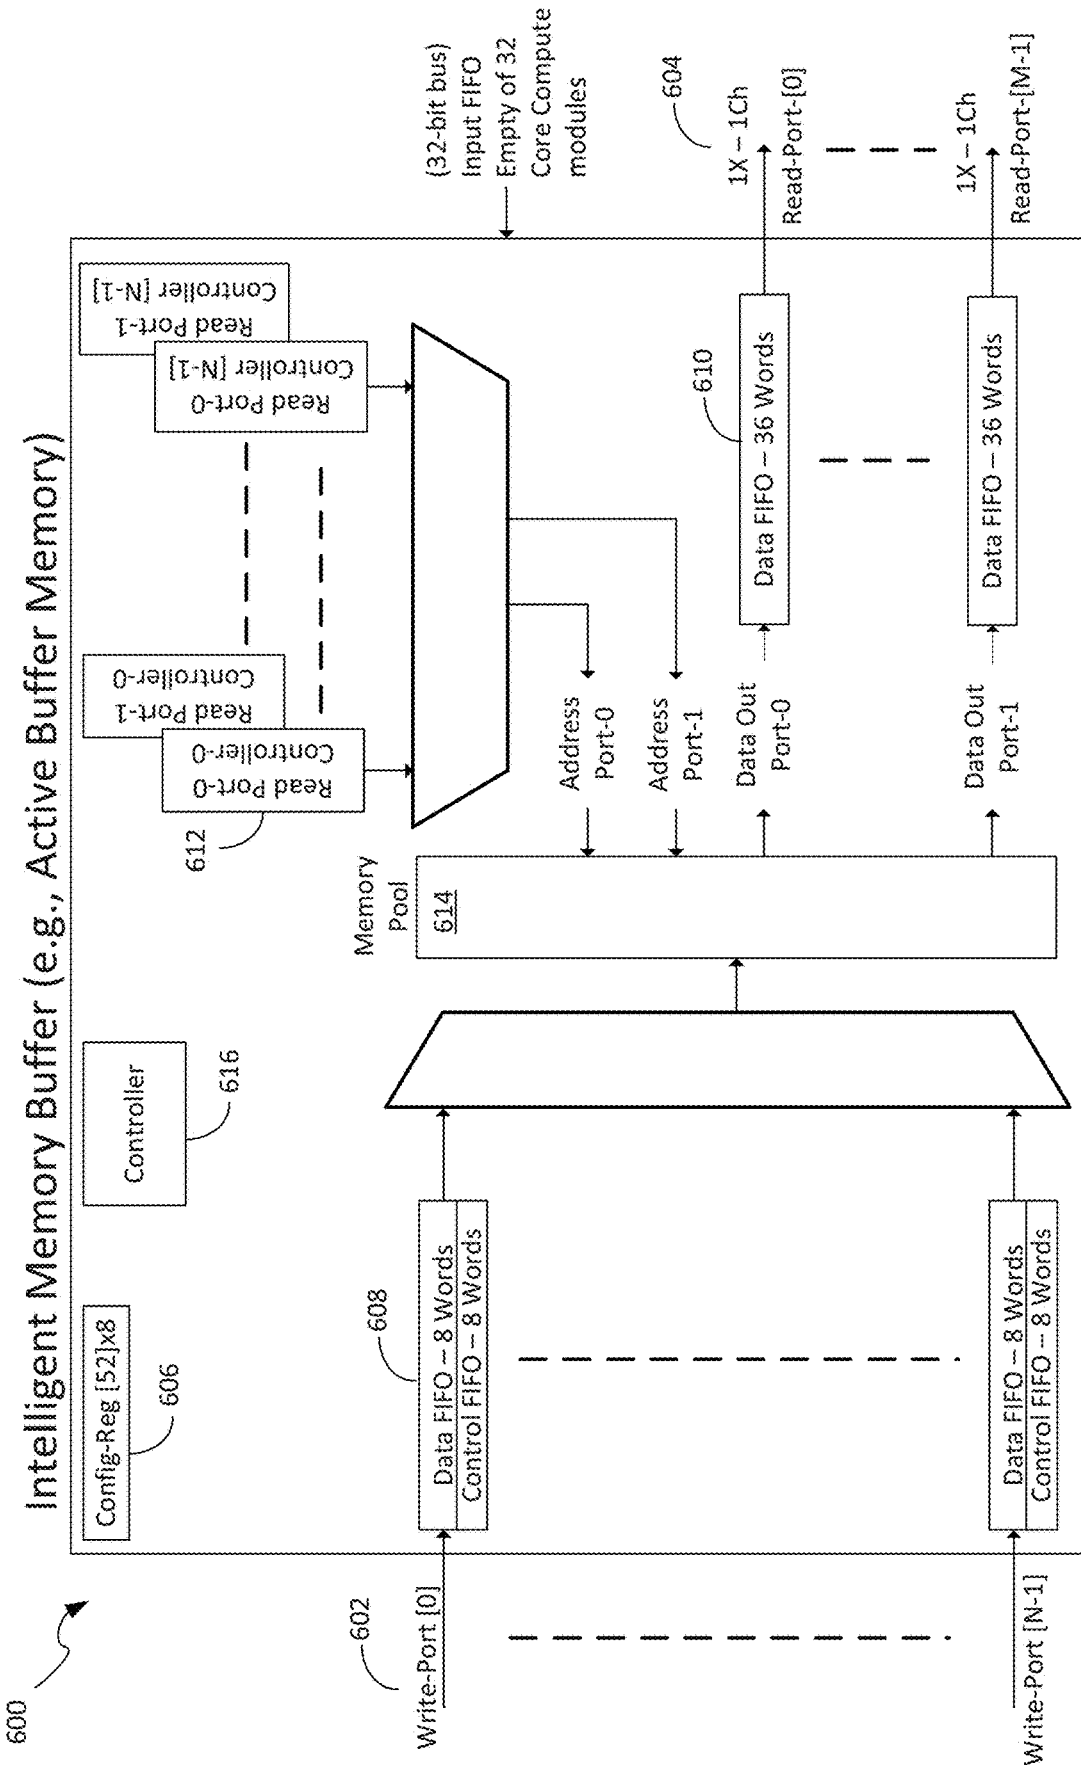 600
Intelligent Memory Buffer (e.g., Active Buffer Memory)
Config-Reg [52]x8
606
Controller
616
Read Port-0
Controller-0
Read Port-1
Controller-0
612
Read Port-0
Controller [N-1]
Read Port-1
Controller [N-1]
(32-bit bus)
Input FIFO
Empty of 32
Core Compute
modules
602
Write-Port [0]
608
Data FIFO – 8 Words
Control FIFO – 8 Words
Memory
Pool
614
Address
Port-0
Address
Port-1
Data Out
Port-0
610
Data FIFO – 36 Words
604
1X – 1Ch
Read-Port-[0]
Write-Port [N-1]
Data FIFO – 8 Words
Control FIFO – 8 Words
Data Out
Port-1
Data FIFO – 36 Words
1X – 1Ch
Read-Port-[M-1]